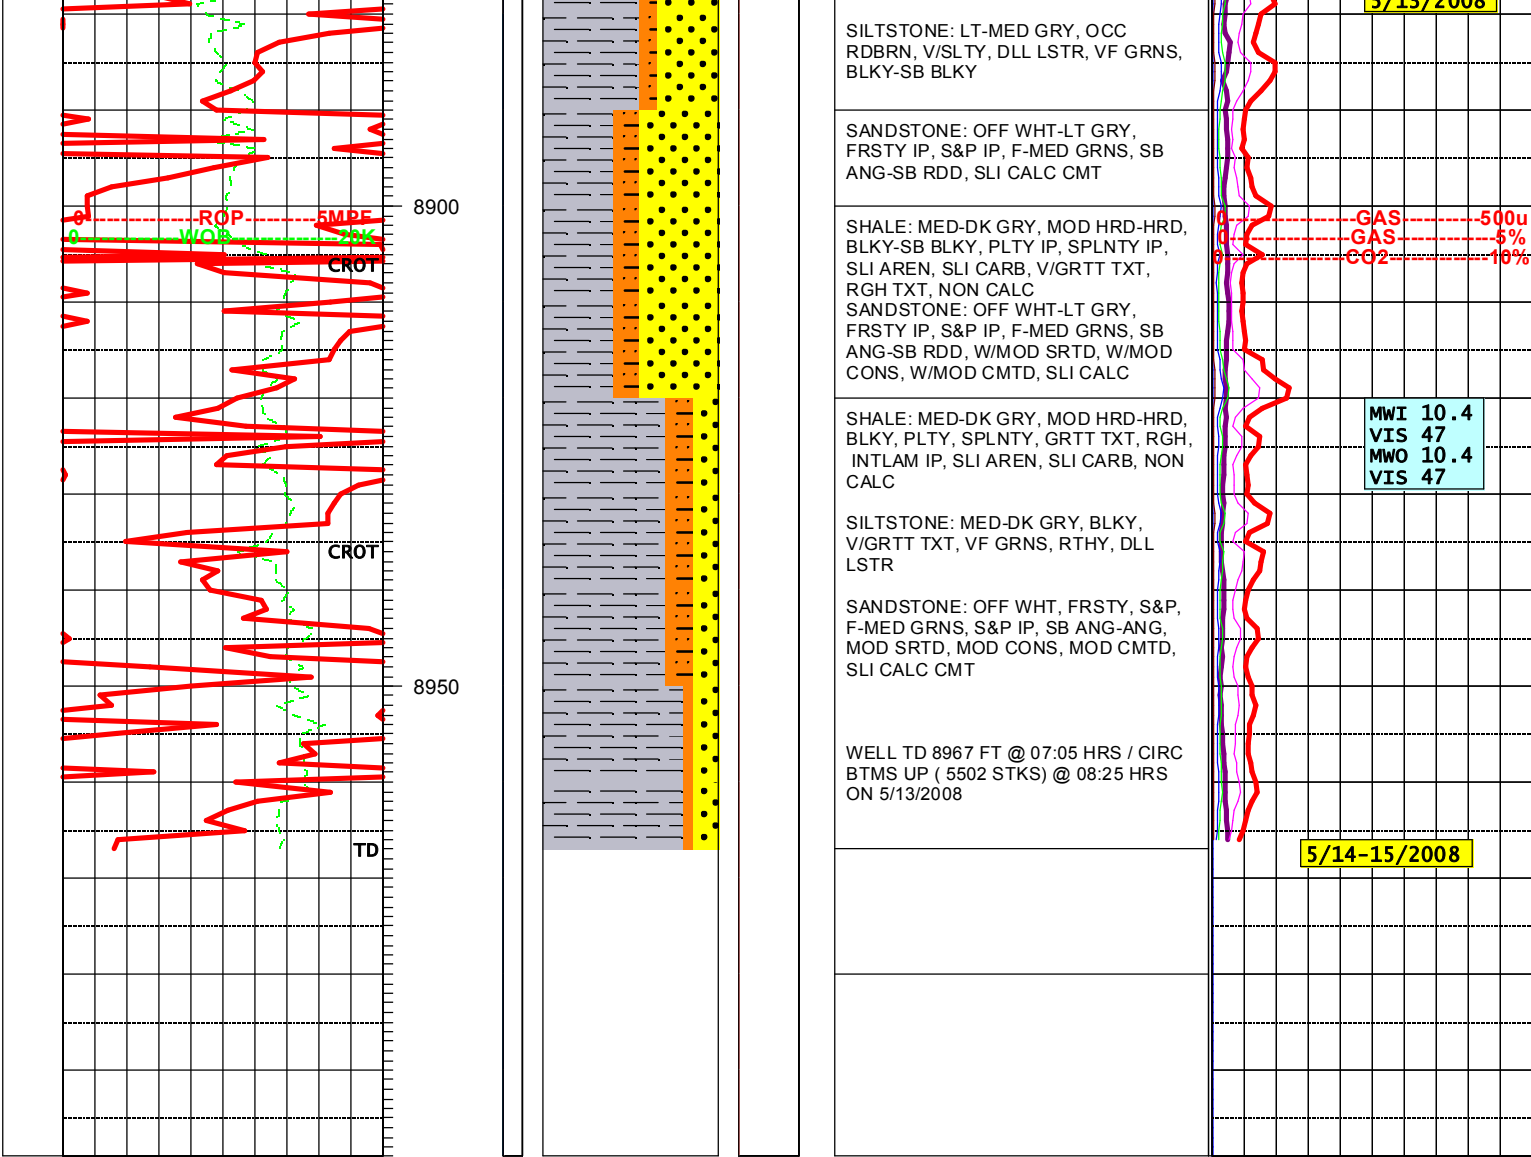 5/13/2008
SILTSTONE: LT-MED GRY, OCC
RDBRN, V/SLTY, DLL LSTR, VF GRNS,
BLKY-SB BLKY
SANDSTONE: OFF WHT-LT GRY,
FRSTY IP, S&P IP, F-MED GRNS, SB
ANG-SB RDD, SLI CALC CMT
8900
0 ROP 5MPF
0 WOB 20K
CROT
SHALE: MED-DK GRY, MOD HRD-HRD,
BLKY-SB BLKY, PLTY IP, SPLNTY IP,
SLI AREN, SLI CARB, V/GRTT TXT,
RGH TXT, NON CALC
SANDSTONE: OFF WHT-LT GRY,
FRSTY IP, S&P IP, F-MED GRNS, SB
ANG-SB RDD, W/MOD SRTD, W/MOD
CONS, W/MOD CMTD, SLI CALC
0 GAS 500u
0 GAS 5%
0 CO2 10%
SHALE: MED-DK GRY, MOD HRD-HRD,
BLKY, PLTY, SPLNTY, GRTT TXT, RGH,
INTLAM IP, SLI AREN, SLI CARB, NON
CALC
MWI 10.4
VIS 47
MWO 10.4
VIS 47
SILTSTONE: MED-DK GRY, BLKY,
V/GRTT TXT, VF GRNS, RTHY, DLL
LSTR
CROT
SANDSTONE: OFF WHT, FRSTY, S&P,
F-MED GRNS, S&P IP, SB ANG-ANG,
MOD SRTD, MOD CONS, MOD CMTD,
SLI CALC CMT
8950
WELL TD 8967 FT @ 07:05 HRS / CIRC
BTMS UP ( 5502 STKS) @ 08:25 HRS
ON 5/13/2008
TD
5/14-15/2008